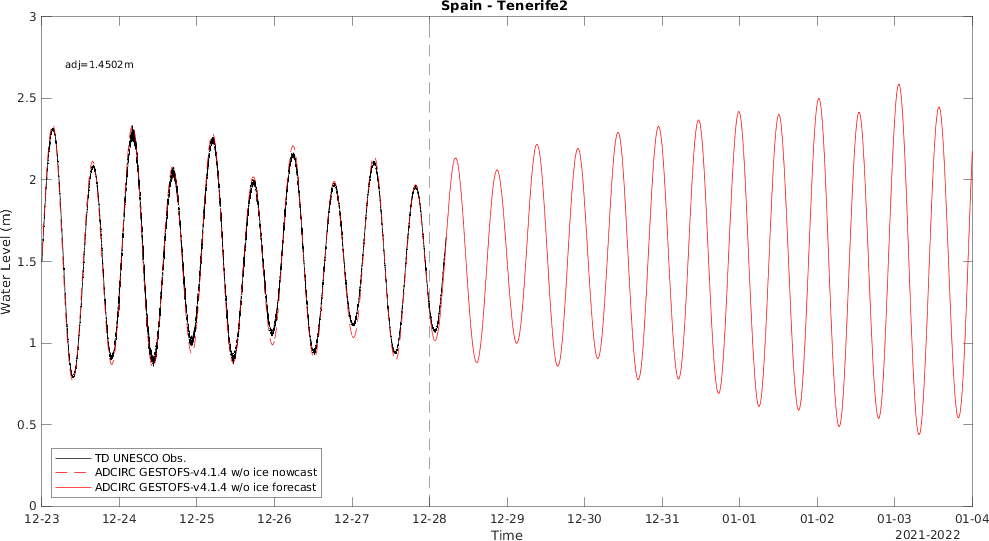 Spain - Tenerife2
3
adj=1.4502m
2.5
2
1.5
1
0.5
0
Water Level (m)
TD UNESCO Obs.
ADCIRC GESTOFS-v4.1.4 w/o ice nowcast
ADCIRC GESTOFS-v4.1.4 w/o ice forecast
12-23 12-24 12-25 12-26 12-27 12-28 12-29 12-30 12-31 01-01 01-02 01-03 01-04
Time
2021-2022